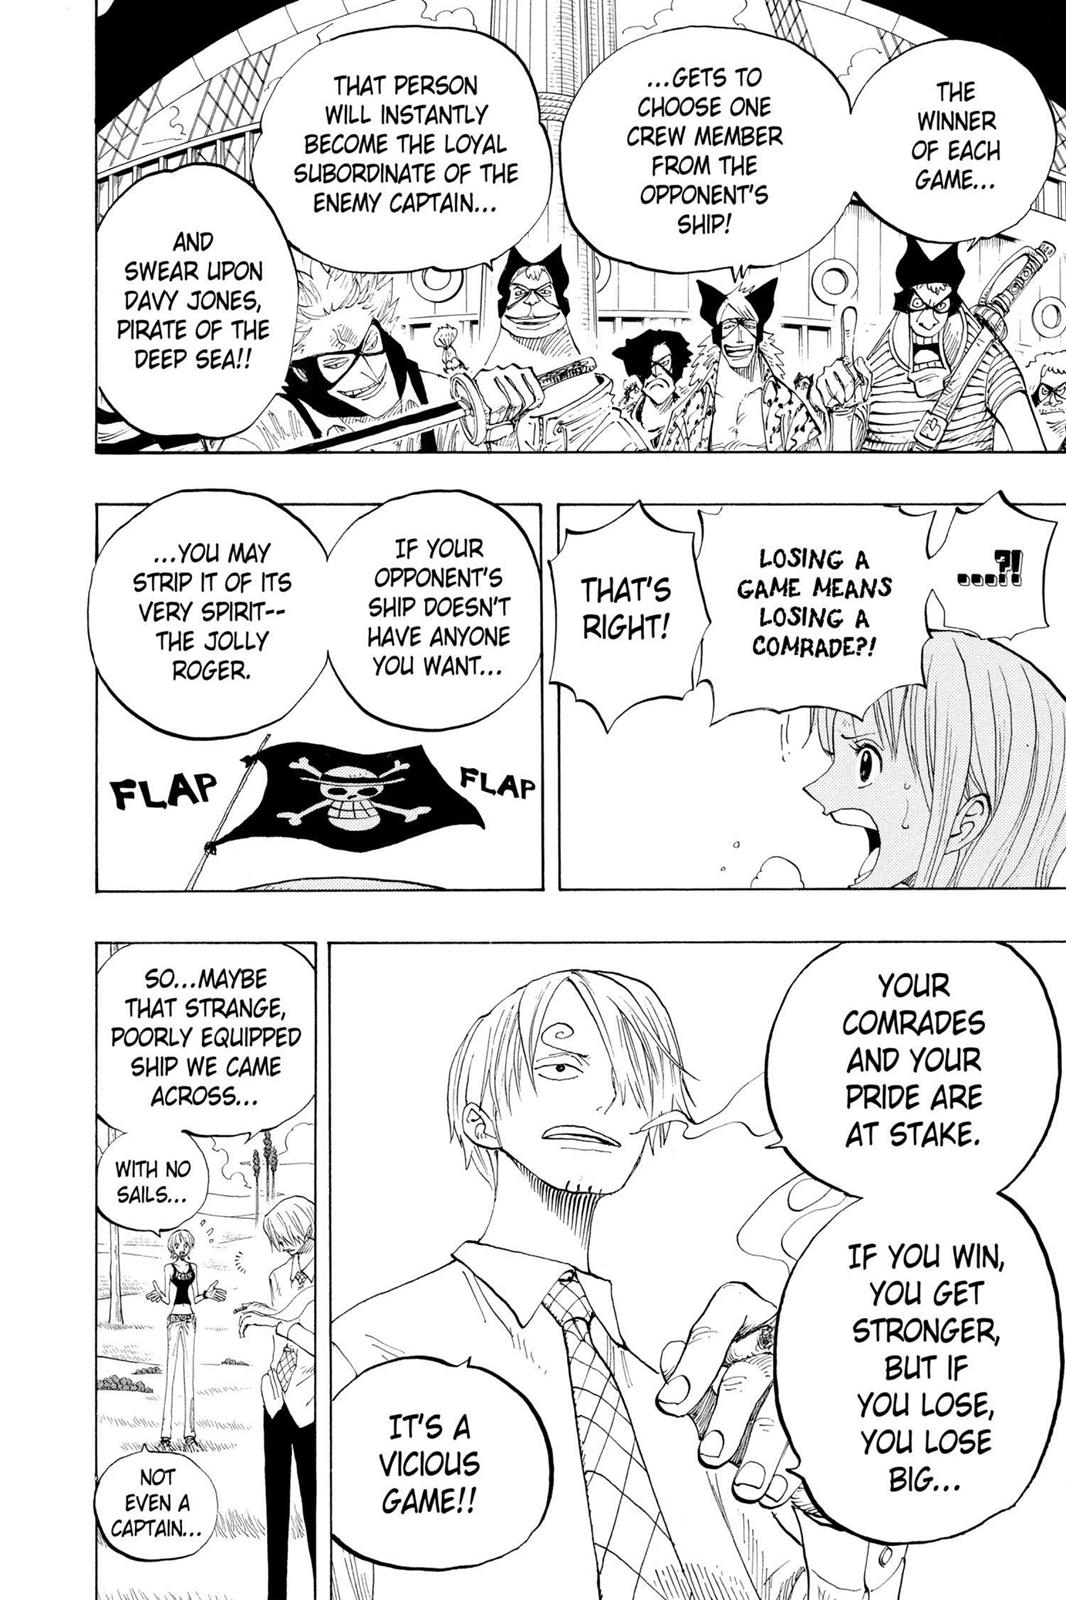 THE
WINNER
OF EACH
GAME...
...GETS TO
CHOOSE ONE
CREW MEMBER
FROM THE
OPPONENT'S
SHIP!
THAT PERSON
WILL INSTANTLY
BECOME THE LOYAL
SUBORDINATE OF THE
ENEMY CAPTAIN...
AND
SWEAR UPON
DAVY JONES,
PIRATE OF THE
DEEP SEA!!
....?!
LOSING A
GAME MEANS
LOSING A
COMRADE?!
THAT'S
RIGHT!
IF YOUR
OPPONENT'S
SHIP DOESN'T
HAVE ANYONE
YOU WANT...
...YOU MAY
STRIP IT OF ITS
VERY SPIRIT--
THE JOLLY
ROGER.
FLAP
FLAP
YOUR
COMRADES
AND YOUR
PRIDE ARE
AT STAKE.
IF YOU WIN,
YOU GET
STRONGER,
BUT IF
YOU LOSE,
YOU LOSE
BIG...
IT'S A
VICIOUS
GAME!!
SO...MAYBE
THAT STRANGE,
POORLY EQUIPPED
SHIP WE CAME
ACROSS...
WITH NO
SAILS...
NOT
EVEN A
CAPTAIN...